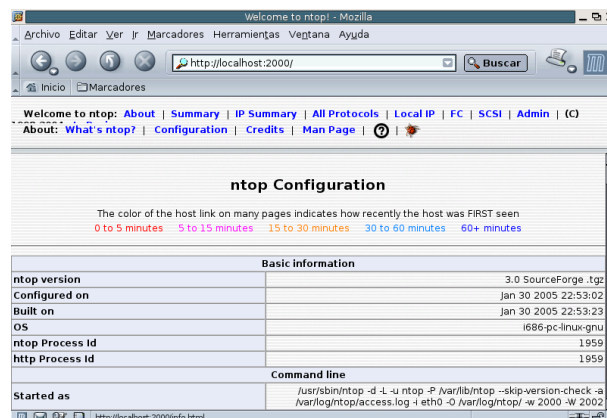 Welcome to ntop! - Mozilla
Archivo Editar Ver Ir Marcadores Herramientas Ventana Ayuda
http://localhost:2000/ Buscar
Inicio Marcadores
Welcome to ntop: About | Summary | IP Summary | All Protocols | Local IP | FC | SCSI | Admin | (C)
About: What's ntop? | Configuration | Credits | Man Page | ? |
ntop Configuration
The color of the host link on many pages indicates how recently the host was FIRST seen
0 to 5 minutes 5 to 15 minutes 15 to 30 minutes 30 to 60 minutes 60+ minutes
Basic information
ntop version 3.0 SourceForge .tgz
Configured on Jan 30 2005 22:53:02
Built on Jan 30 2005 22:53:23
OS i686-pc-linux-gnu
ntop Process Id 1959
http Process Id 1959
Command line
Started as /usr/sbin/ntop -d -L -u ntop -P /var/lib/ntop --skip-version-check -a
/var/log/ntop/access.log -i eth0 -O /var/log/ntop/ -w 2000 -W 2002
http://localhost:2000/info.html